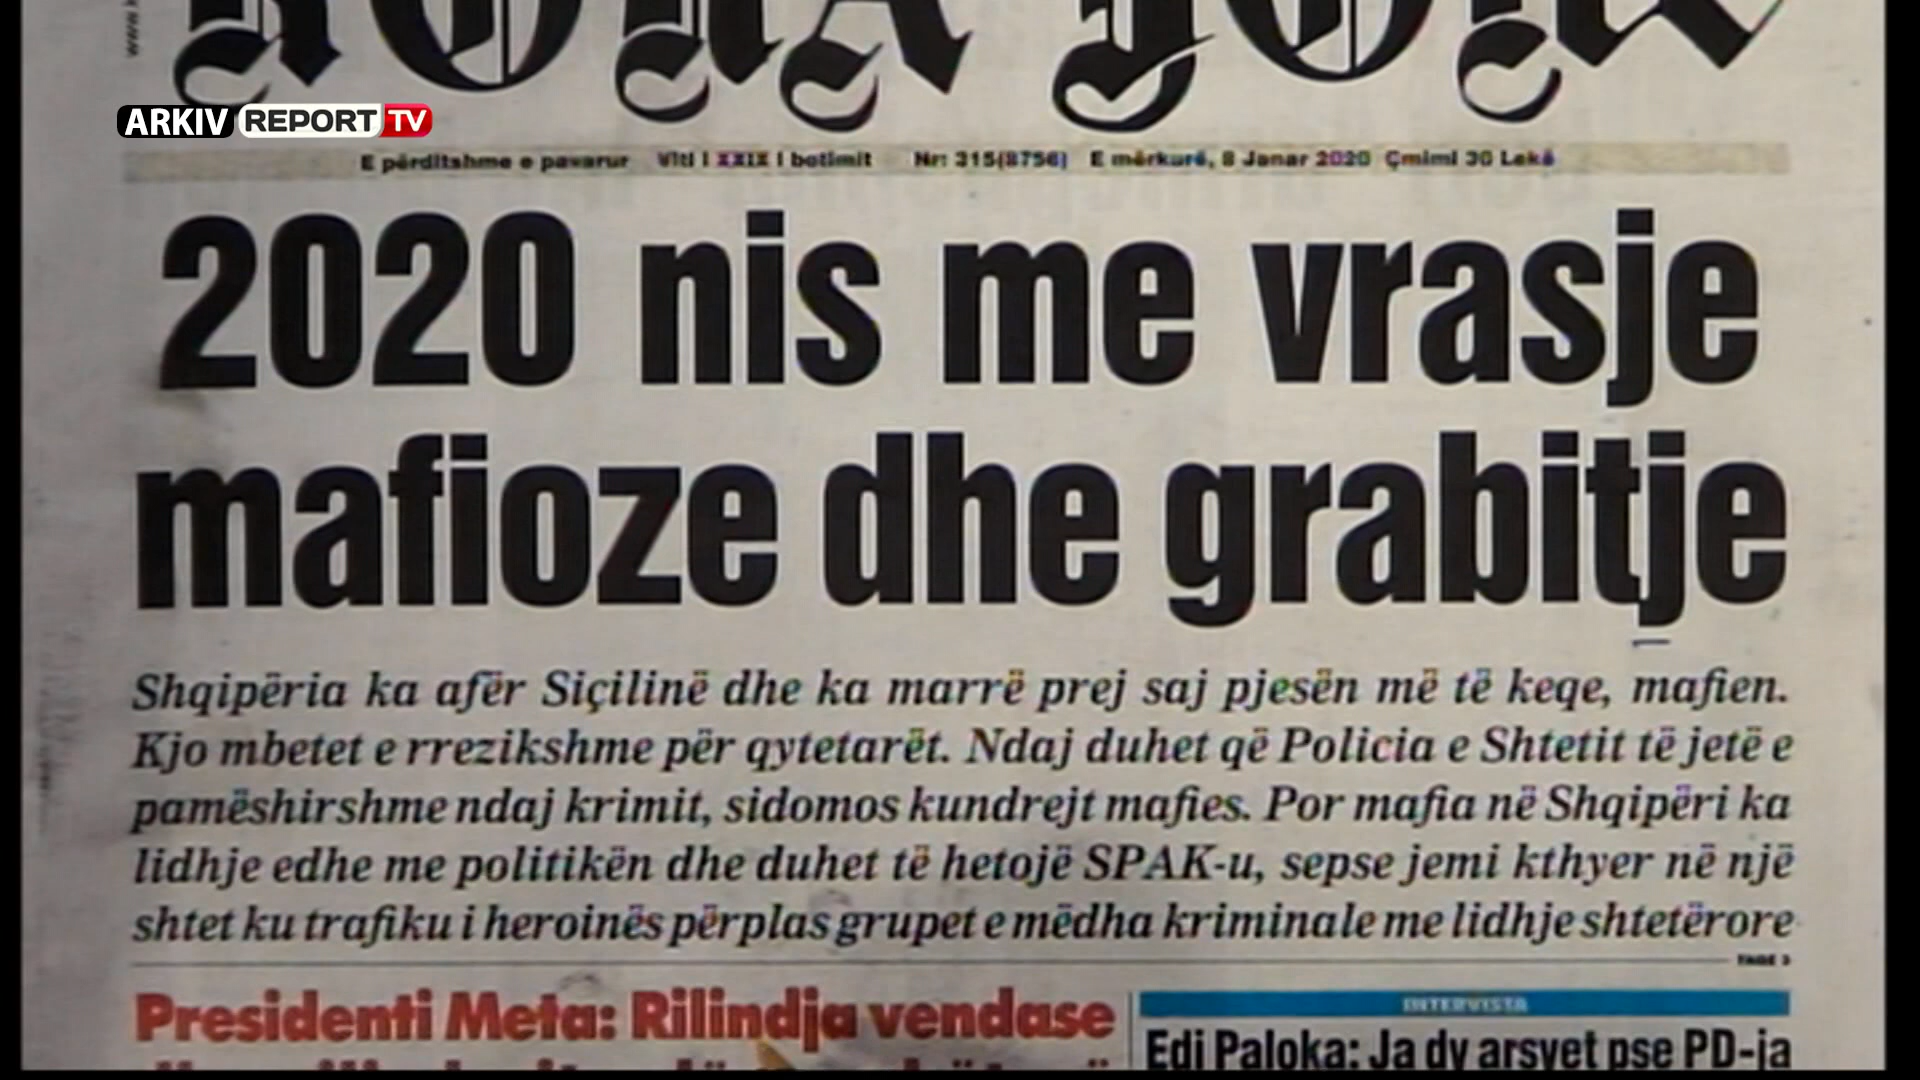 KOHA JONE
ARKIV REPORT TV
E përditshme e pavarur Viti i XXIX i botimit Nr: 315(8756) E mërkurë, 8 Janar 2020 Çmimi 30 Lekë
2020 nis me vrasje
mafioze dhe grabitje
Shqipëria ka afër Siçilinë dhe ka marrë prej saj pjesën më të keqe, mafien.
Kjo mbetet e rrezikshme për qytetarët. Ndaj duhet që Policia e Shtetit të jetë e
pamëshirshme ndaj krimit, sidomos kundrejt mafies. Por mafia në Shqipëri ka
lidhje edhe me politikën dhe duhet të hetojë SPAK-u, sepse jemi kthyer në një
shtet ku trafiku i heroinës përplas grupet e mëdha kriminale me lidhje shtetërore
FAQE 3
Presidenti Meta: Rilindja vendase
INTERVISTA
Edi Paloka: Ja dy arsyet pse PD-ja